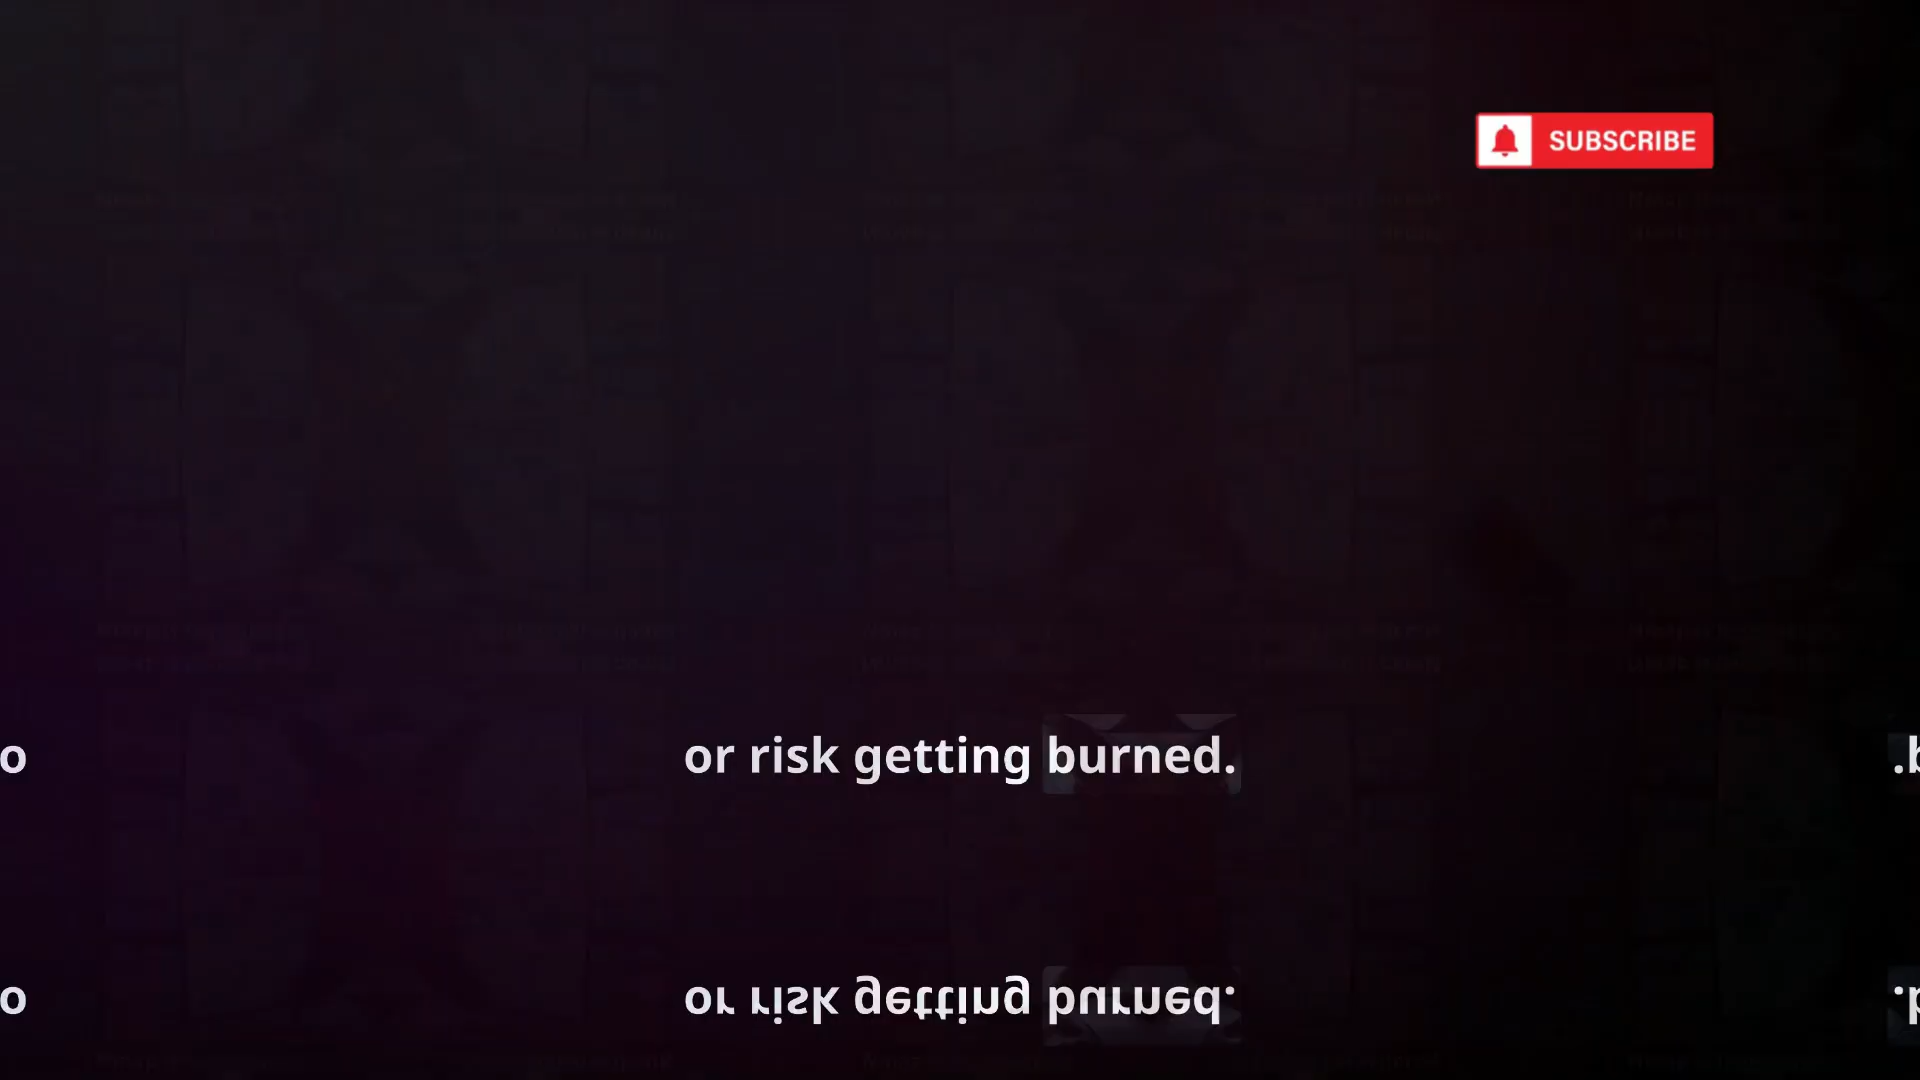 SUBSCRIBE
o or risk getting burned. .b
o or risk getting burned. .b